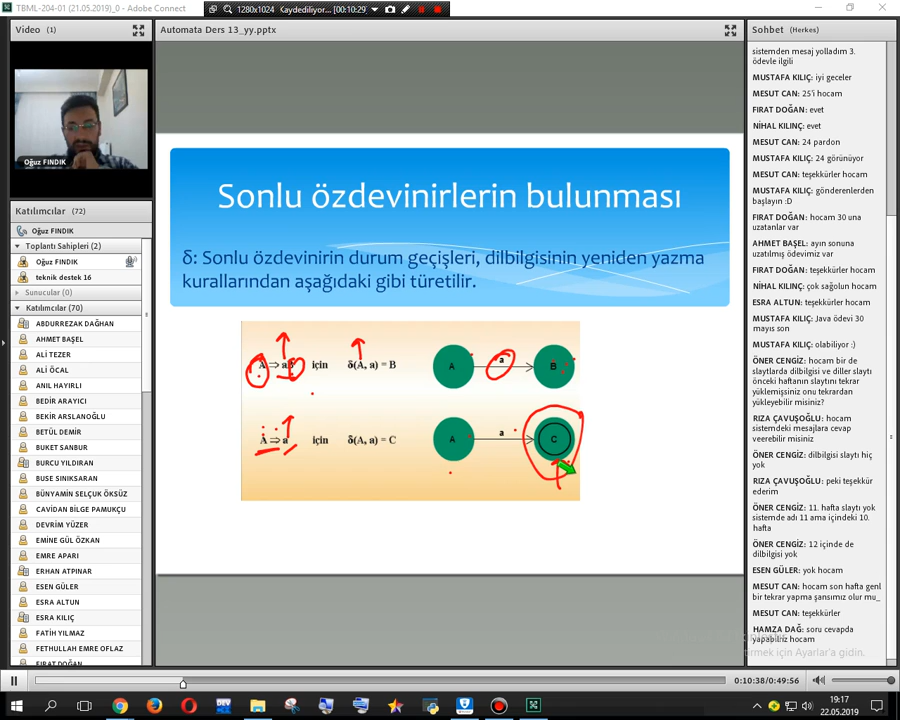 TBML-204-01 (21.05.2019)_0 - Adobe Connect
1280x1024 Kaydediliyor... [00:10:29]
Video (1)
Oğuz FINDIK
Katılımcılar (72)
Oğuz FINDIK
Toplantı Sahipleri (2)
Oğuz FINDIK
teknik destek 16
Sunucular (0)
Katılımcılar (70)
ABDURREZAK DAĞHAN
AHMET BAŞEL
ALİ TEZER
ALİ ÖCAL
ANIL HAYIRLI
BEDİR ARAYICI
BEKİR ARSLANOĞLU
BETÜL DEMİR
BUKET SANBUR
BURCU YILDIRAN
BUSE SINIKSARAN
BÜNYAMİN SELÇUK ÖKSÜZ
CAVİDAN BİLGE PAMUKÇU
DEVRİM YÜZER
EMİNE GÜL ÖZKAN
EMRE APARI
ERHAN ATPINAR
ESEN GÜLER
ESRA ALTUN
ESRA KILIÇ
FATİH YILMAZ
FETHULLAH EMRE OFLAZ
FIRAT DOĞAN
Automata Ders 13_yy.pptx
Sonlu özdevinirlerin bulunması
δ: Sonlu özdevinirin durum geçişleri, dilbilgisinin yeniden yazma
kurallarından aşağıdaki gibi türetilir.
A ⇒ aB için δ(A, a) = B A a B
A ⇒ a için δ(A, a) = C A a C
Sohbet (Herkes)
sistemden mesaj yolladım 3.
ödevle ilgili
MUSTAFA KILIÇ: iyi geceler
MESUT CAN: 25'i hocam
FIRAT DOĞAN: evet
NİHAL KILINÇ: evet
MESUT CAN: 24 pardon
MUSTAFA KILIÇ: 24 görünüyor
MESUT CAN: teşekkürler hocam
MUSTAFA KILIÇ: gönderenlerden
başlayın :D
FIRAT DOĞAN: hocam 30 una
uzatanlar var
AHMET BAŞEL: ayın sonuna
uzatılmış ödevimiz var
FIRAT DOĞAN: teşekkürler hocam
NİHAL KILINÇ: çok sağolun hocam
ESRA ALTUN: teşekkürler hocam
MUSTAFA KILIÇ: Java ödevi 30
mayıs son
MUSTAFA KILIÇ: olabiliyor :)
ÖNER CENGİZ: hocam bir de
slaytlarda dilbilgisi ve diller slaytı
önceki haftanın slaytını tekrar
yüklemişsiniz onu tekrardan
yükleyebilir misiniz?
RIZA ÇAVUŞOĞLU: hocam
sistemdeki mesajlara cevap
veerebilir misiniz
ÖNER CENGİZ: dilbilgisi slaytı hiç
yok
RIZA ÇAVUŞOĞLU: peki teşekkür
ederim
ÖNER CENGİZ: 11. hafta slaytı yok
sistemde adı 11 ama içindeki 10.
hafta
ÖNER CENGİZ: 12 içinde de
dilbilgisi yok
ESEN GÜLER: yok hocam
MESUT CAN: hocam son hafta genl
bir tekrar yapma şansımız olur mu_
MESUT CAN: teşekkürler
HAMZA DAĞ: soru cevapda
yapabiliriz hocam
irmek için Ayarlar'a gidin.
0:10:38/0:49:56
19:17
22.05.2019